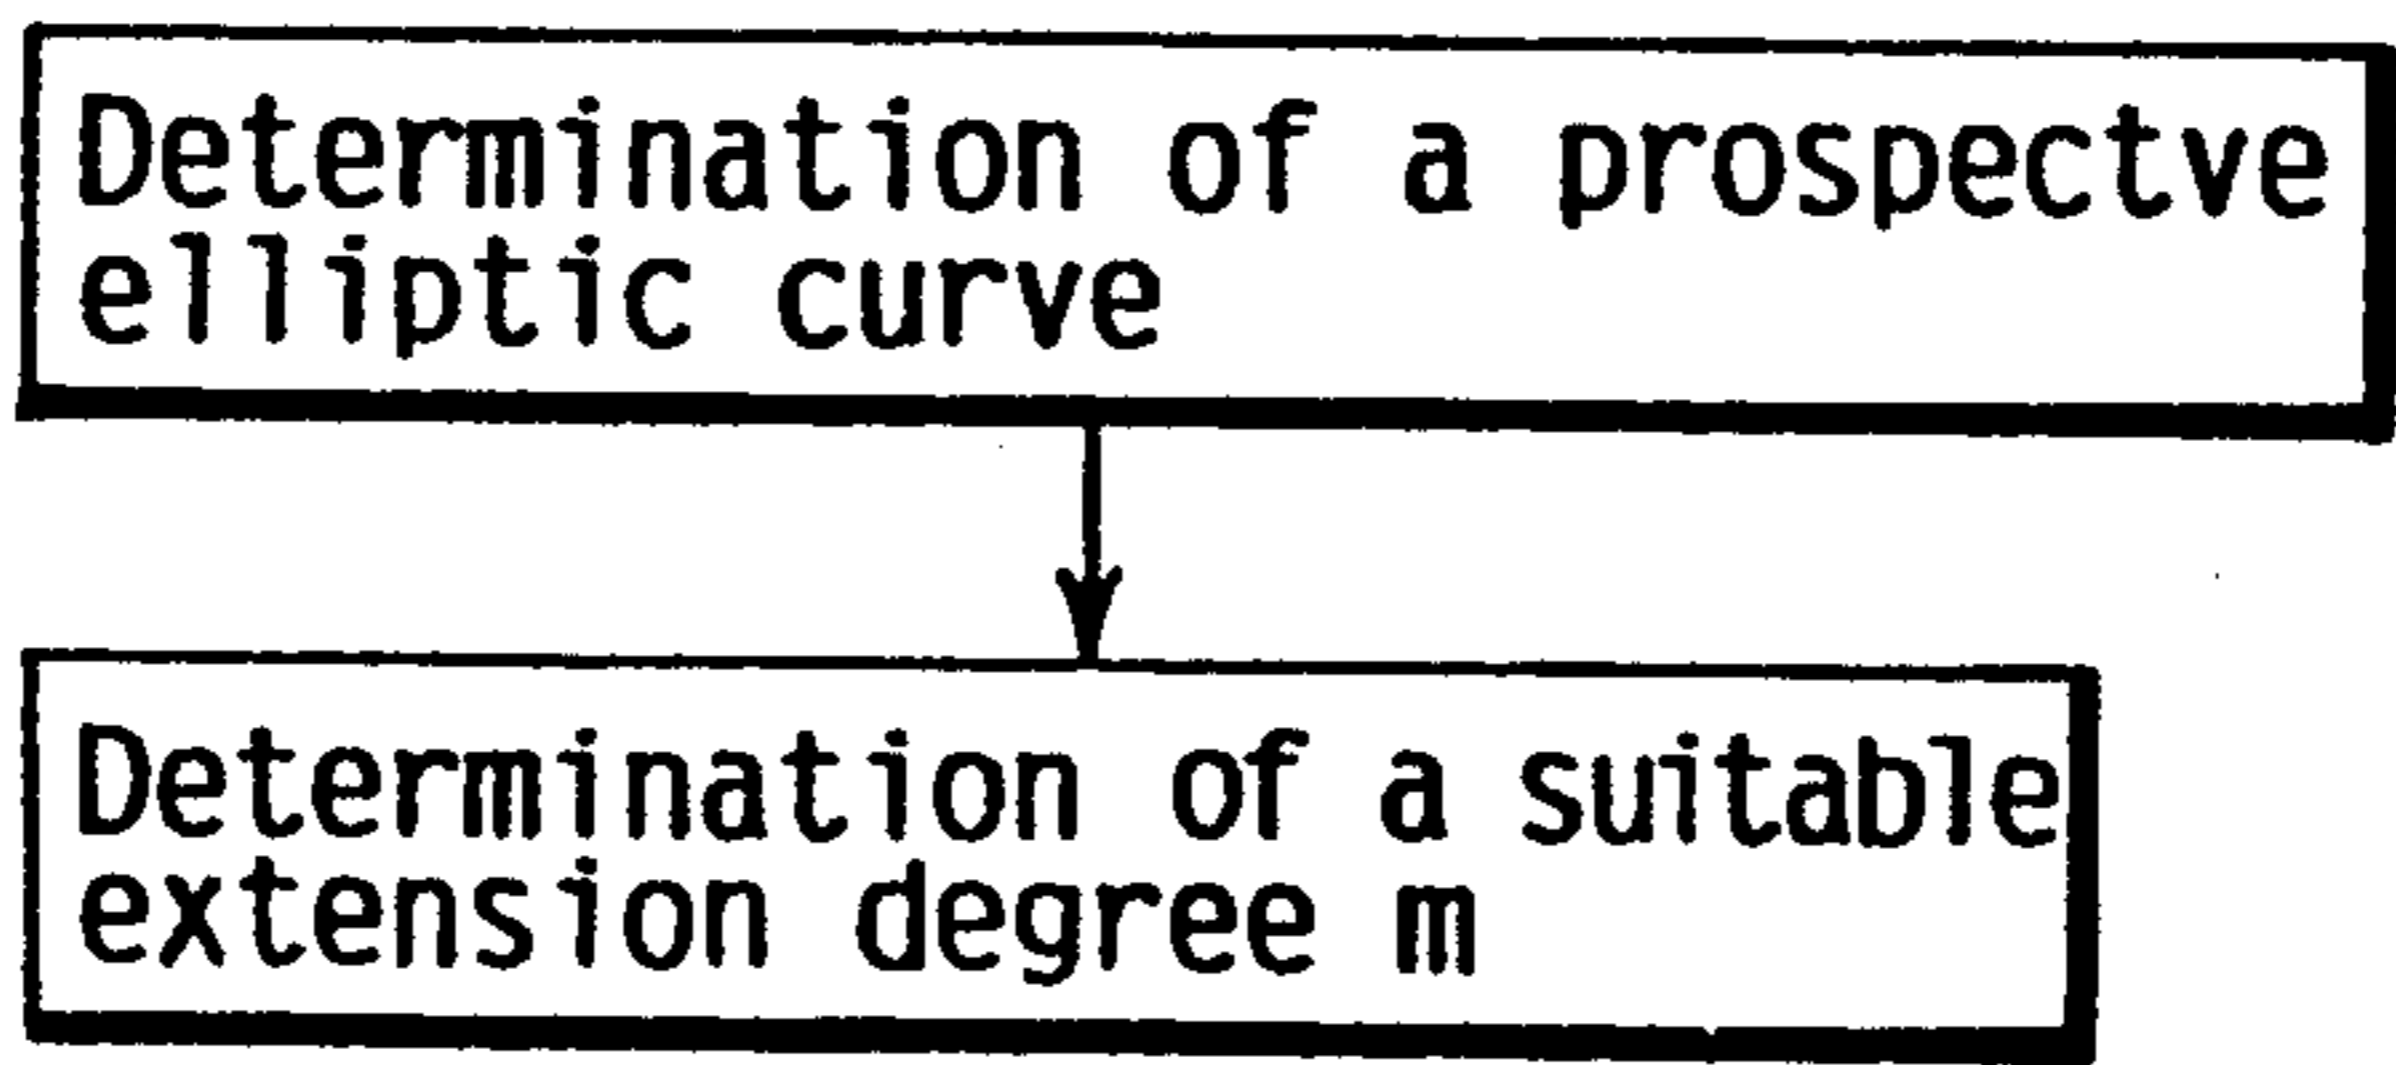 Determination of a prospectve
elliptic curve
Determination of a suitable
extension degree m